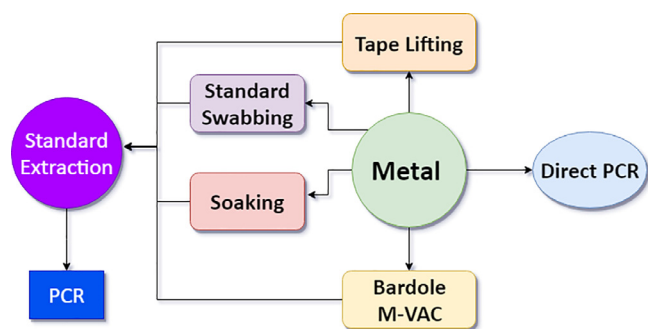 Tape Lifting
Standard
Swabbing
Standard
Extraction
Metal
Direct PCR
Soaking
PCR
Bardole
M-VAC